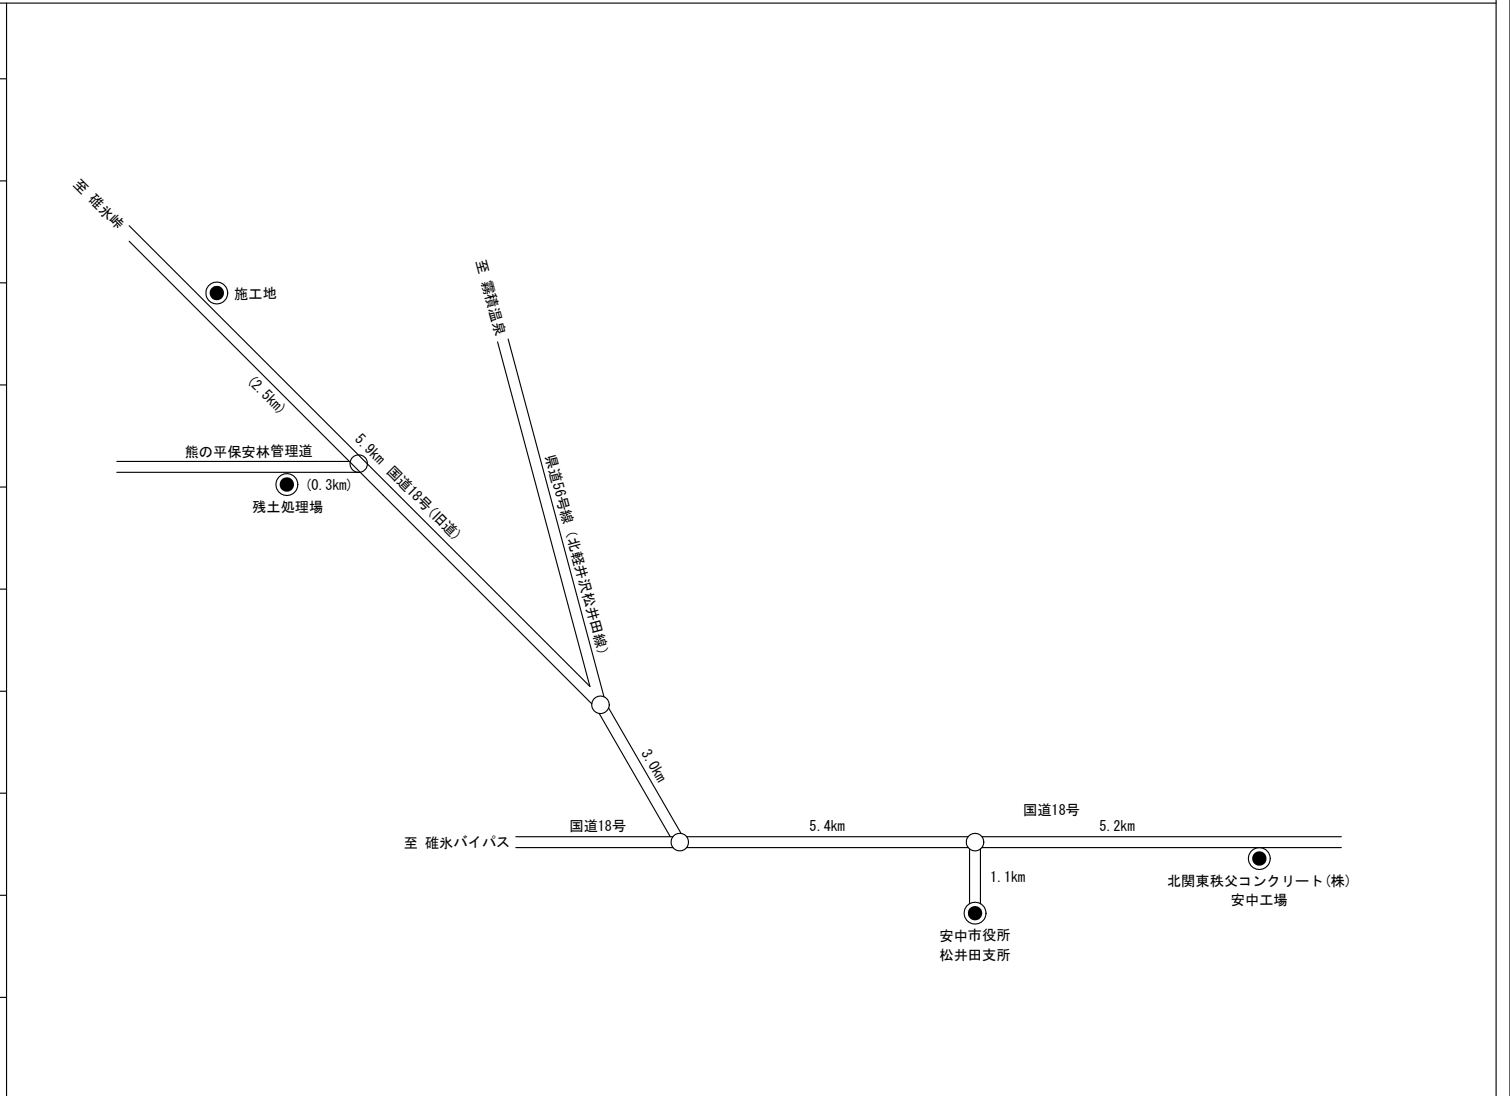 至 碓氷峠
施工地
至 霧積温泉
(2.5km)
5.9km 国道18号(旧道)
熊の平保安林管理道
(0.3km)
残土処理場
県道56号線 (北軽井沢松井田線)
3.0km
国道18号
至 碓氷バイパス
5.4km
国道18号
5.2km
1.1km
北関東秩父コンクリート(株)
安中工場
安中市役所
松井田支所